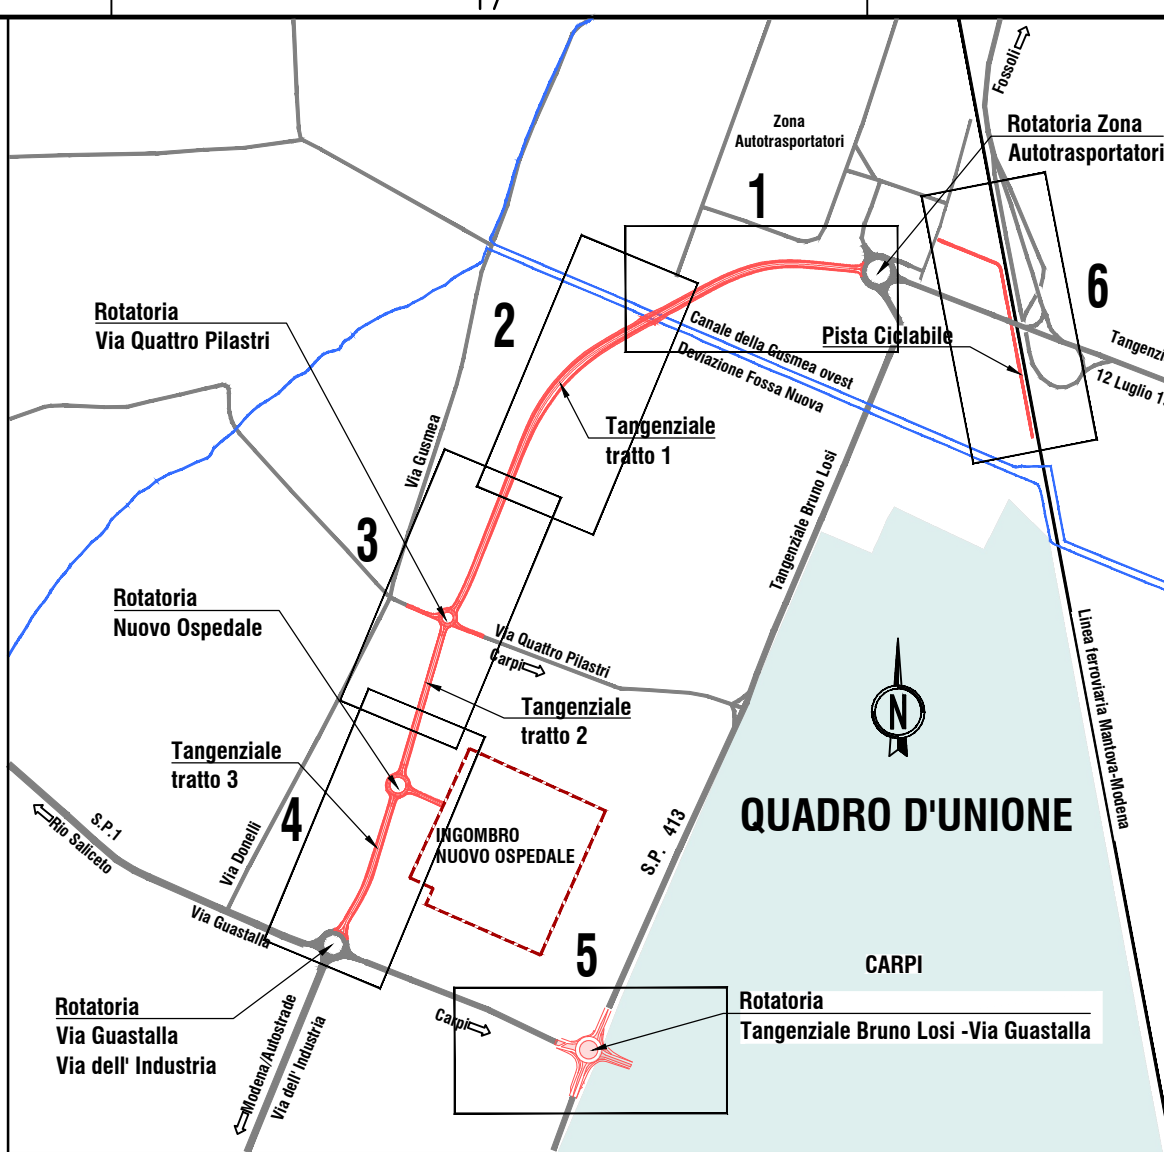 Fossoli
Zona
Autotrasportatori
Rotatoria Zona
Autotrasportatori
1
6
2
Rotatoria
Via Quattro Pilastri
Canale della Gusmea ovest
Deviazione Fossa Nuova
Pista Ciclabile
12 Luglio
Via Gusmea
Tangenziale
tratto 1
Tangenziale Bruno Losi
3
Rotatoria
Nuovo Ospedale
Via Quattro Pilastri
Carpi
Linea ferroviaria Mantova-Modena
N
Tangenziale
tratto 2
Tangenziale
tratto 3
QUADRO D'UNIONE
S.P.1
Rio Saliceto
Via Donelli
4
INGOMBRO
NUOVO OSPEDALE
S.P. 413
Via Guastalla
5
CARPI
Rotatoria
Via Guastalla
Via dell' Industria
Modena/Autostrade
Via dell' Industria
Carpi
Rotatoria
Tangenziale Bruno Losi -Via Guastalla